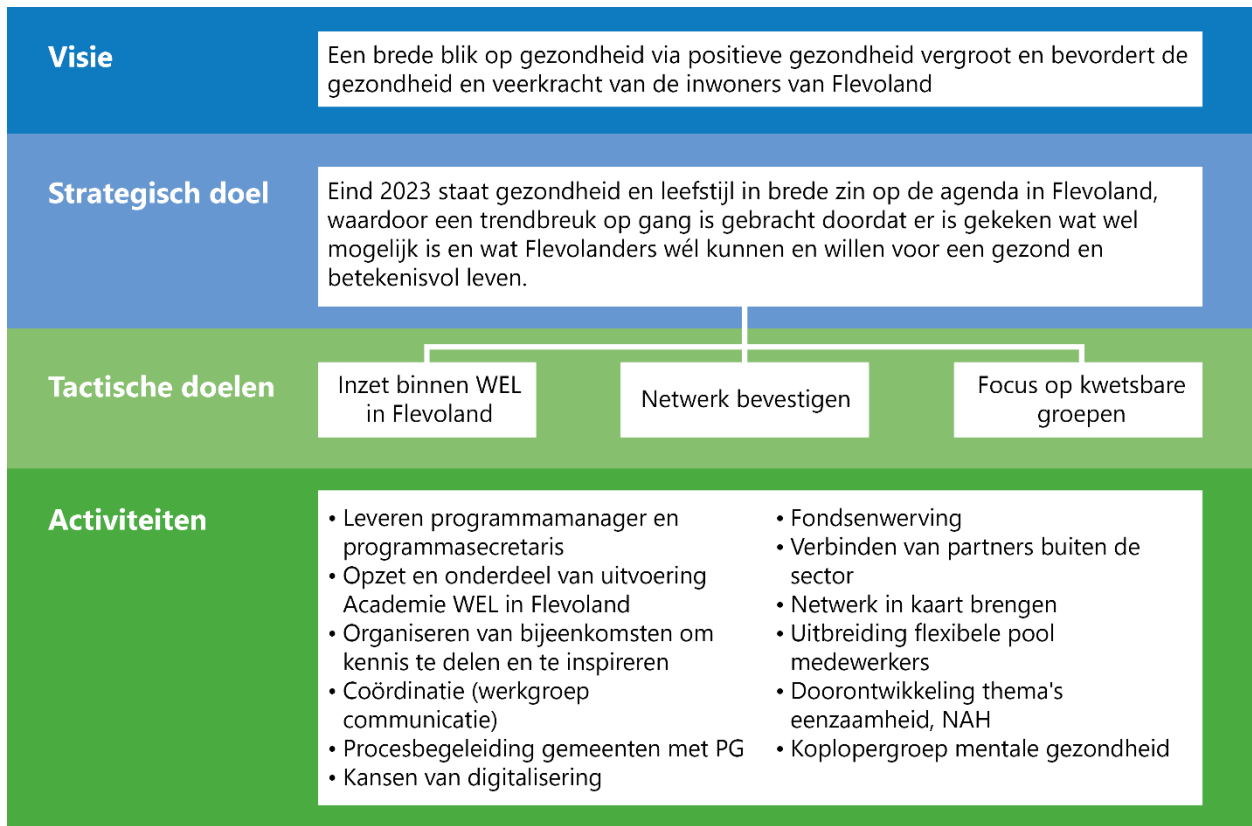 Visie
Een brede blik op gezondheid via positieve gezondheid vergroot en bevordert de
gezondheid en veerkracht van de inwoners van Flevoland
Strategisch doel
Eind 2023 staat gezondheid en leefstijl in brede zin op de agenda in Flevoland,
waardoor een trendbreuk op gang is gebracht doordat er is gekeken wat wel
mogelijk is en wat Flevolanders wél kunnen en willen voor een gezond en
betekenisvol leven.
Tactische doelen
Inzet binnen WEL
in Flevoland
Netwerk bevestigen
Focus op kwetsbare
groepen
Activiteiten
• Leveren programmamanager en
programmasecretaris
• Opzet en onderdeel van uitvoering
Academie WEL in Flevoland
• Organiseren van bijeenkomsten om
kennis te delen en te inspireren
• Coördinatie (werkgroep
communicatie)
• Procesbegeleiding gemeenten met PG
• Kansen van digitalisering
• Fondsenwerving
• Verbinden van partners buiten de
sector
• Netwerk in kaart brengen
• Uitbreiding flexibele pool
medewerkers
• Doorontwikkeling thema's
eenzaamheid, NAH
• Koplopergroep mentale gezondheid